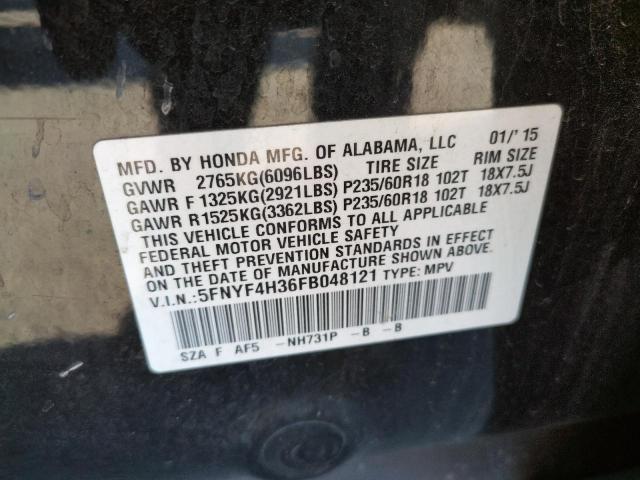 MFD. BY HONDA MFG. OF ALABAMA, LLC 01/'15
GVWR 2765KG(6096LBS) TIRE SIZE RIM SIZE
GAWR F 1325KG(2921LBS) P235/60R18 102T 18X7.5J
GAWR R1525KG(3362LBS) P235/60R18 102T 18X7.5J
THIS VEHICLE CONFORMS TO ALL APPLICABLE
FEDERAL MOTOR VEHICLE SAFETY
AND THEFT PREVENTION STANDARDS IN EFFECT
ON THE DATE OF MANUFACTURE SHOWN ABOVE.
V.I.N.:5FNYF4H36FB048121 TYPE: MPV
SZA F AF5 -NH731P -B -B